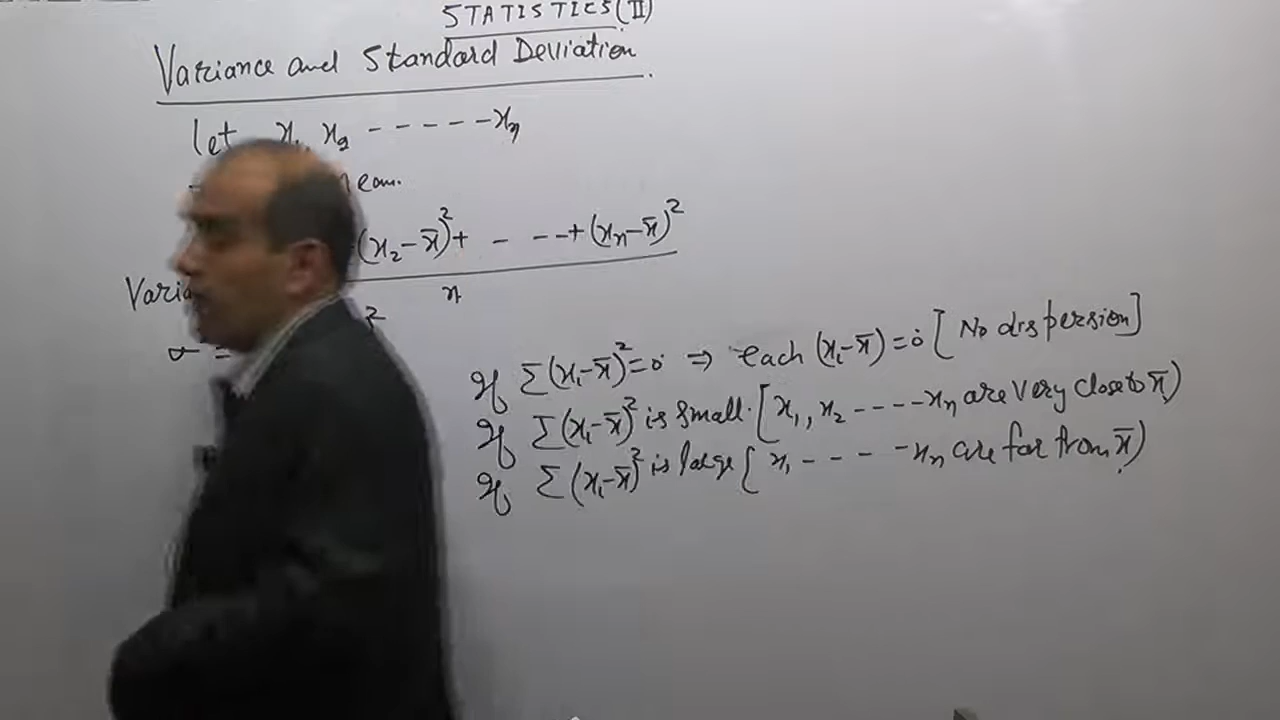 STATISTICS(II)
Variance and Standard Deviation
let x₁, x₂ ------xₙ
mean.
(x₂-x̄)²+ - --+(xₙ-x̄)²
n
Varia
σ =
2
If Σ(xᵢ-x̄)²=0 ⇒ each (xᵢ-x̄)=0 [No dispersion]
If Σ(xᵢ-x̄)² is small. [x₁, x₂ -----xₙ are very close to x̄)
If Σ(xᵢ-x̄)² is large [x₁ - - - -xₙ are far from x̄)